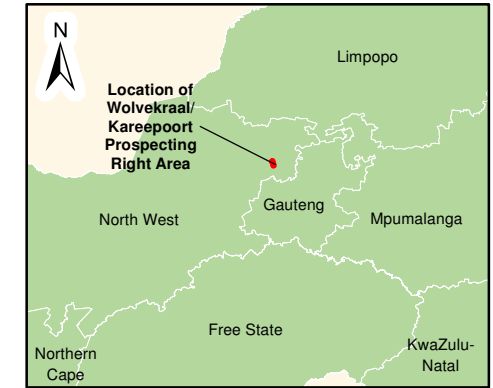 N
Limpopo
Location of
Wolvekraal/
Kareepoort
Prospecting
Right Area
Gauteng
North West
Mpumalanga
Free State
Northern
Cape
KwaZulu-
Natal